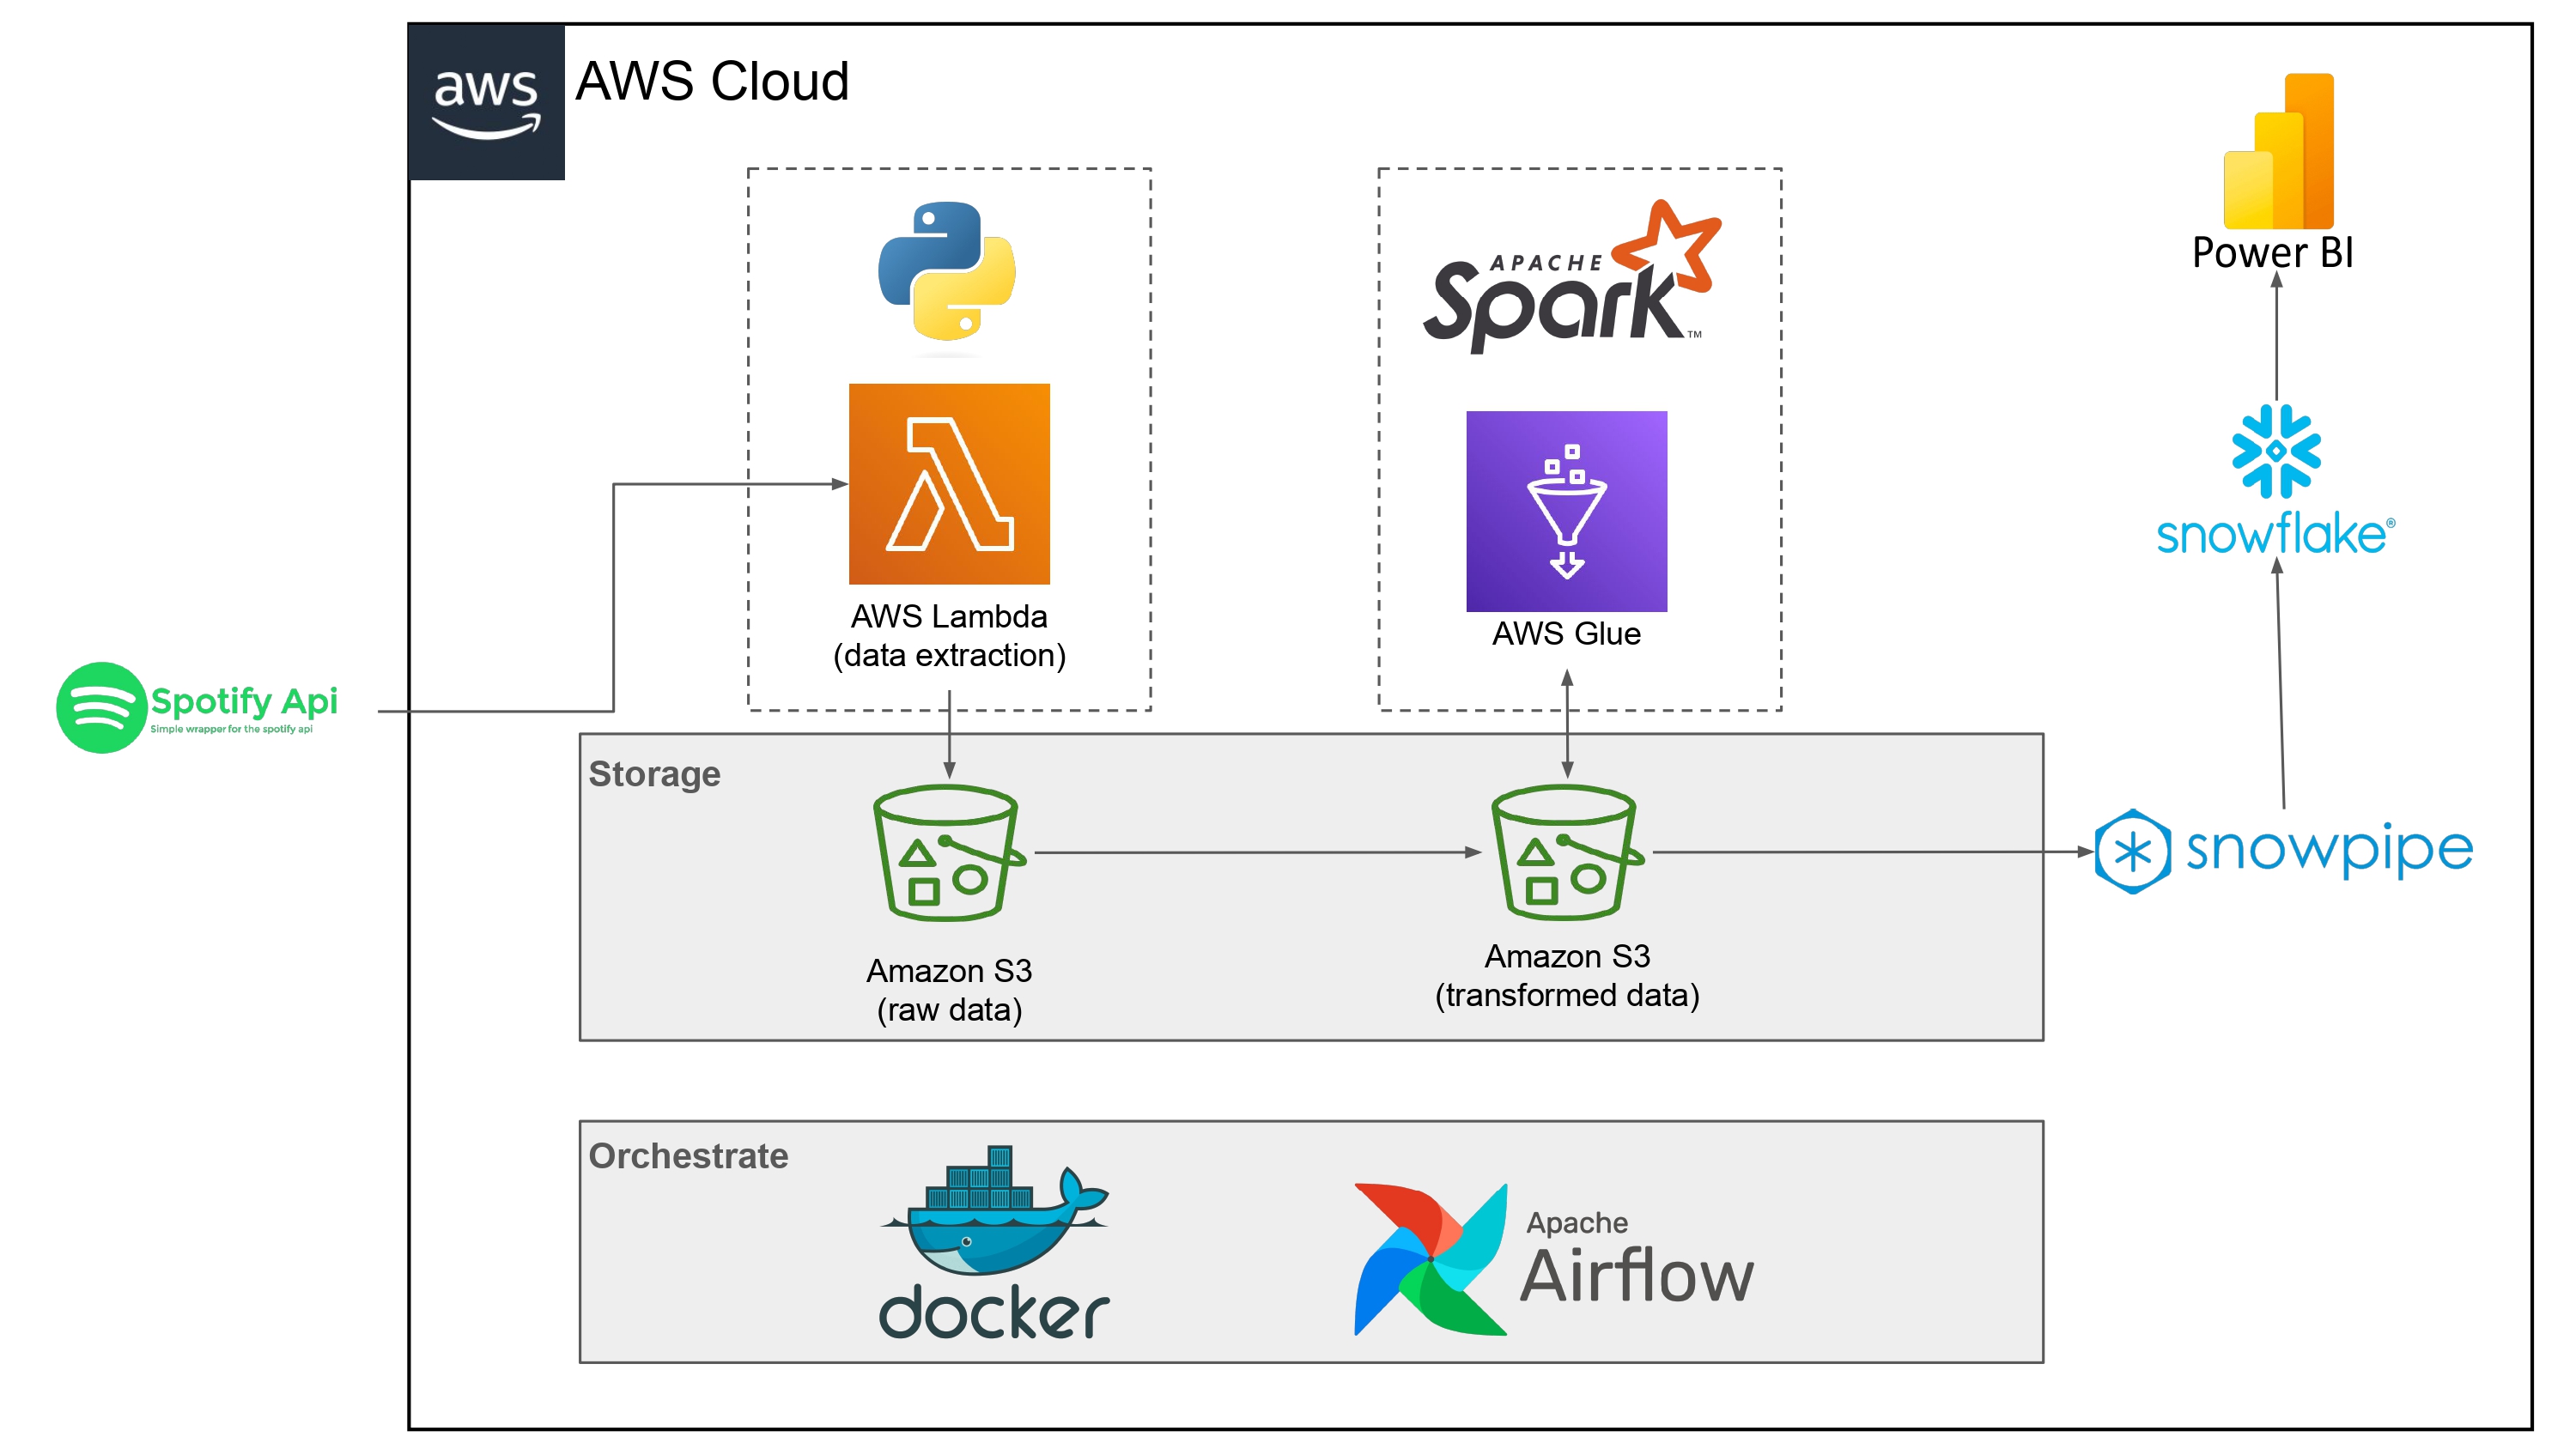 aws
AWS Cloud
Power BI
APACHE
Spark™
snowflake®
AWS Lambda
(data extraction)
AWS Glue
Spotify Api
Simple wrapper for the spotify api
Storage
snowpipe
Amazon S3
(raw data)
Amazon S3
(transformed data)
Orchestrate
docker
Apache
Airflow